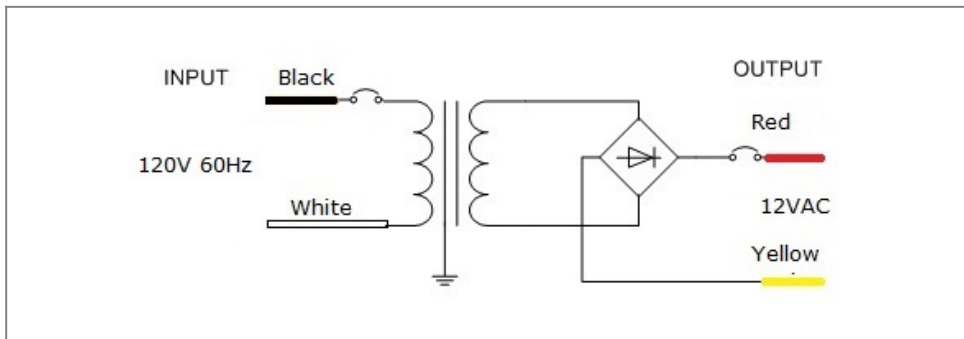 INPUT
Black
OUTPUT
Red
120V 60Hz
White
12VAC
Yellow